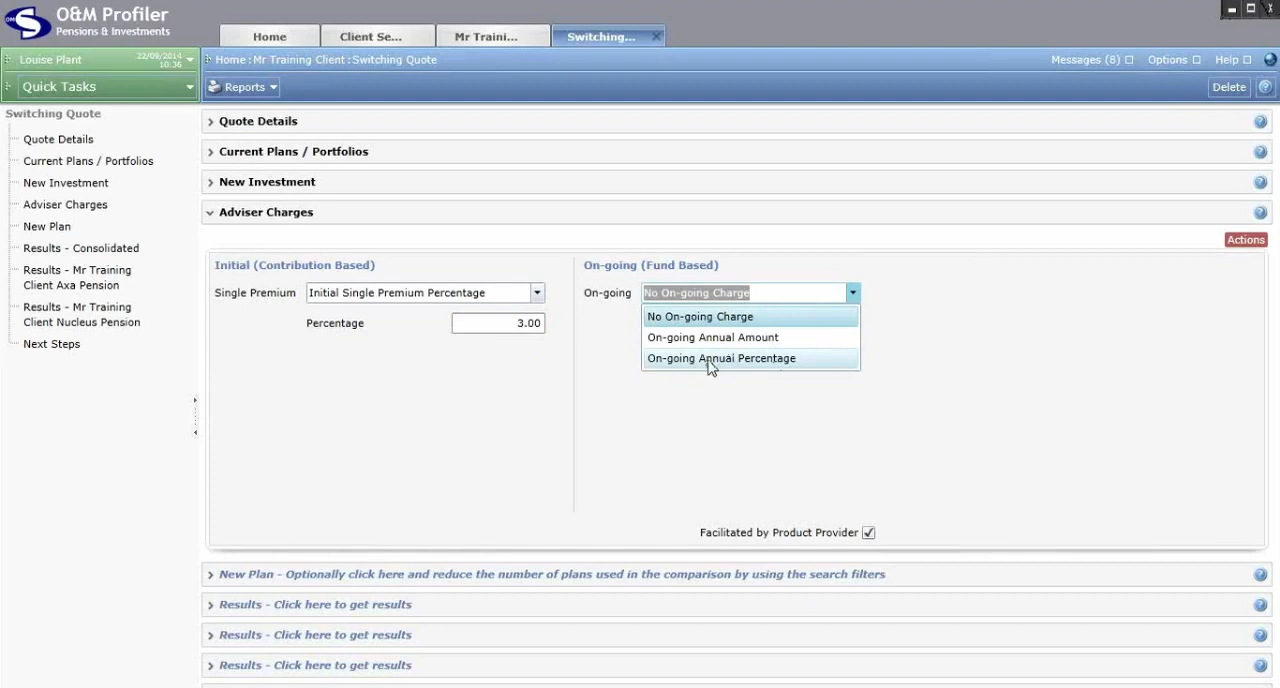 O&M Profiler
Pensions & Investments
Home
Client Se...
Mr Traini...
Switching...
Louise Plant
22/09/2014
10:36
Home : Mr Training Client : Switching Quote
Messages (8)
Options
Help
Quick Tasks
Reports
Delete
Switching Quote
Quote Details
Current Plans / Portfolios
New Investment
Adviser Charges
New Plan
Results - Consolidated
Results - Mr Training
Client Axa Pension
Results - Mr Training
Client Nucleus Pension
Next Steps
Quote Details
Current Plans / Portfolios
New Investment
Adviser Charges
Actions
Initial (Contribution Based)
Single Premium
Initial Single Premium Percentage
Percentage
3.00
On-going (Fund Based)
On-going
No On-going Charge
No On-going Charge
On-going Annual Amount
On-going Annual Percentage
Facilitated by Product Provider
New Plan - Optionally click here and reduce the number of plans used in the comparison by using the search filters
Results - Click here to get results
Results - Click here to get results
Results - Click here to get results